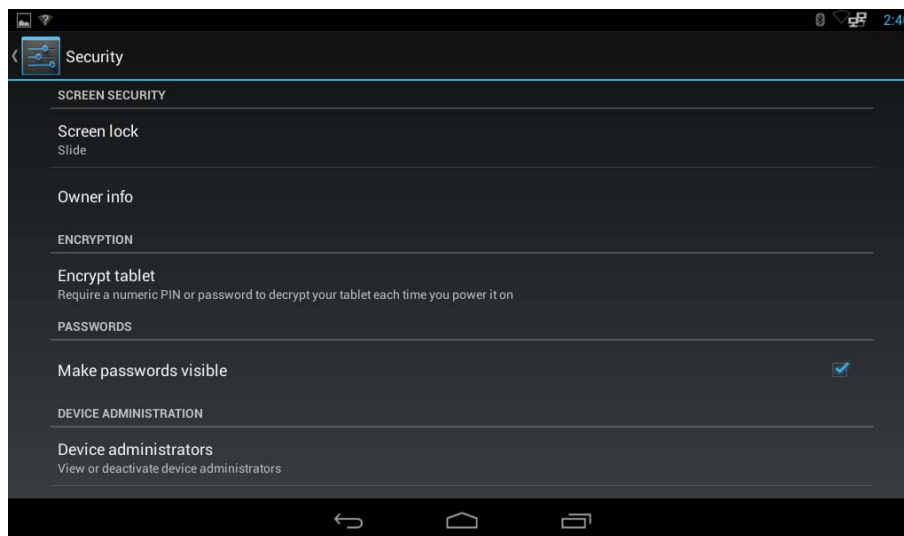 Security
SCREEN SECURITY
Screen lock
Slide
Owner info
ENCRYPTION
Encrypt tablet
Require a numeric PIN or password to decrypt your tablet each time you power it on
PASSWORDS
Make passwords visible
DEVICE ADMINISTRATION
Device administrators
View or deactivate device administrators